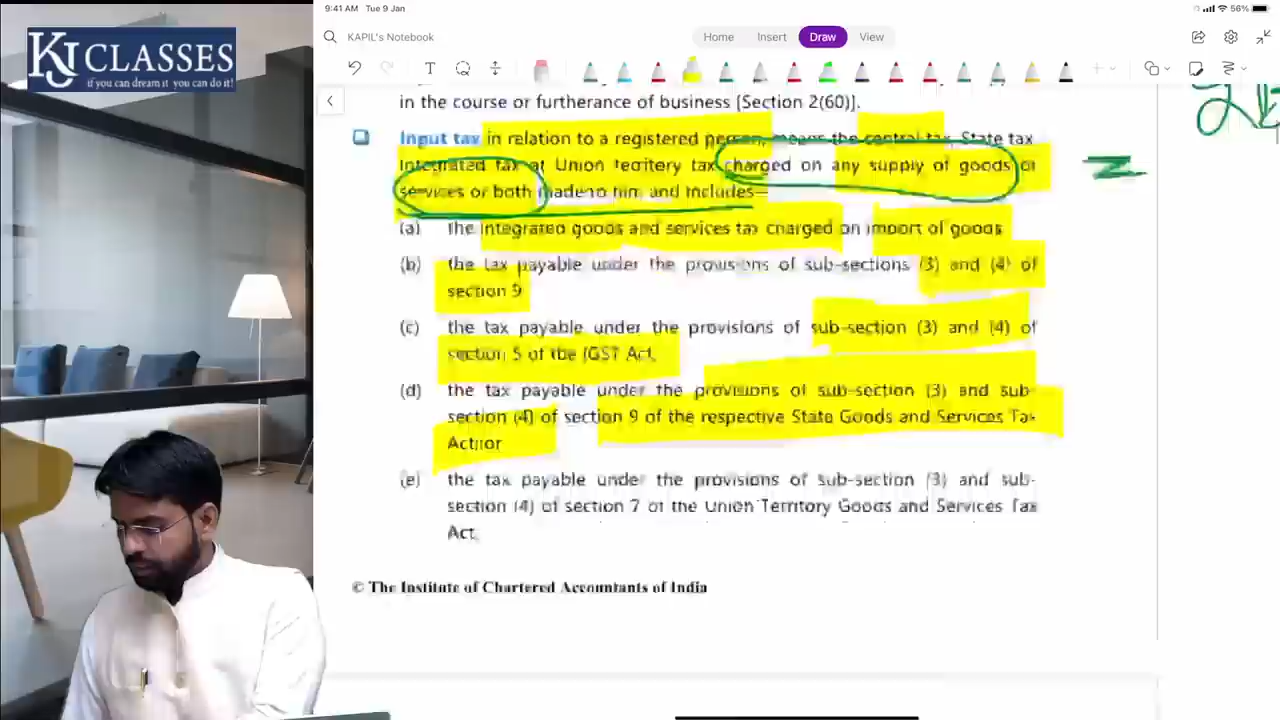 9:41 AM Tue 9 Jan
56%
KJ CLASSES
if you can dream it you can do it!
KAPIL's Notebook
Home Insert Draw View
in the course or furtherance of business [Section 2(60)].
Input tax in relation to a registered person, means the central tax, State tax
integrated tax or Union territory tax charged on any supply of goods or
services or both made to him and includes—
(a) the integrated goods and services tax charged on import of goods
(b) the tax payable under the provisions of sub-sections (3) and (4) of
section 9
(c) the tax payable under the provisions of sub-section (3) and (4) of
section 5 of the IGST Act,
(d) the tax payable under the provisions of sub-section (3) and sub-
section (4) of section 9 of the respective State Goods and Services Tax
Act, or
(e) the tax payable under the provisions of sub-section (3) and sub-
section (4) of section 7 of the Union Territory Goods and Services Tax
Act,
© The Institute of Chartered Accountants of India